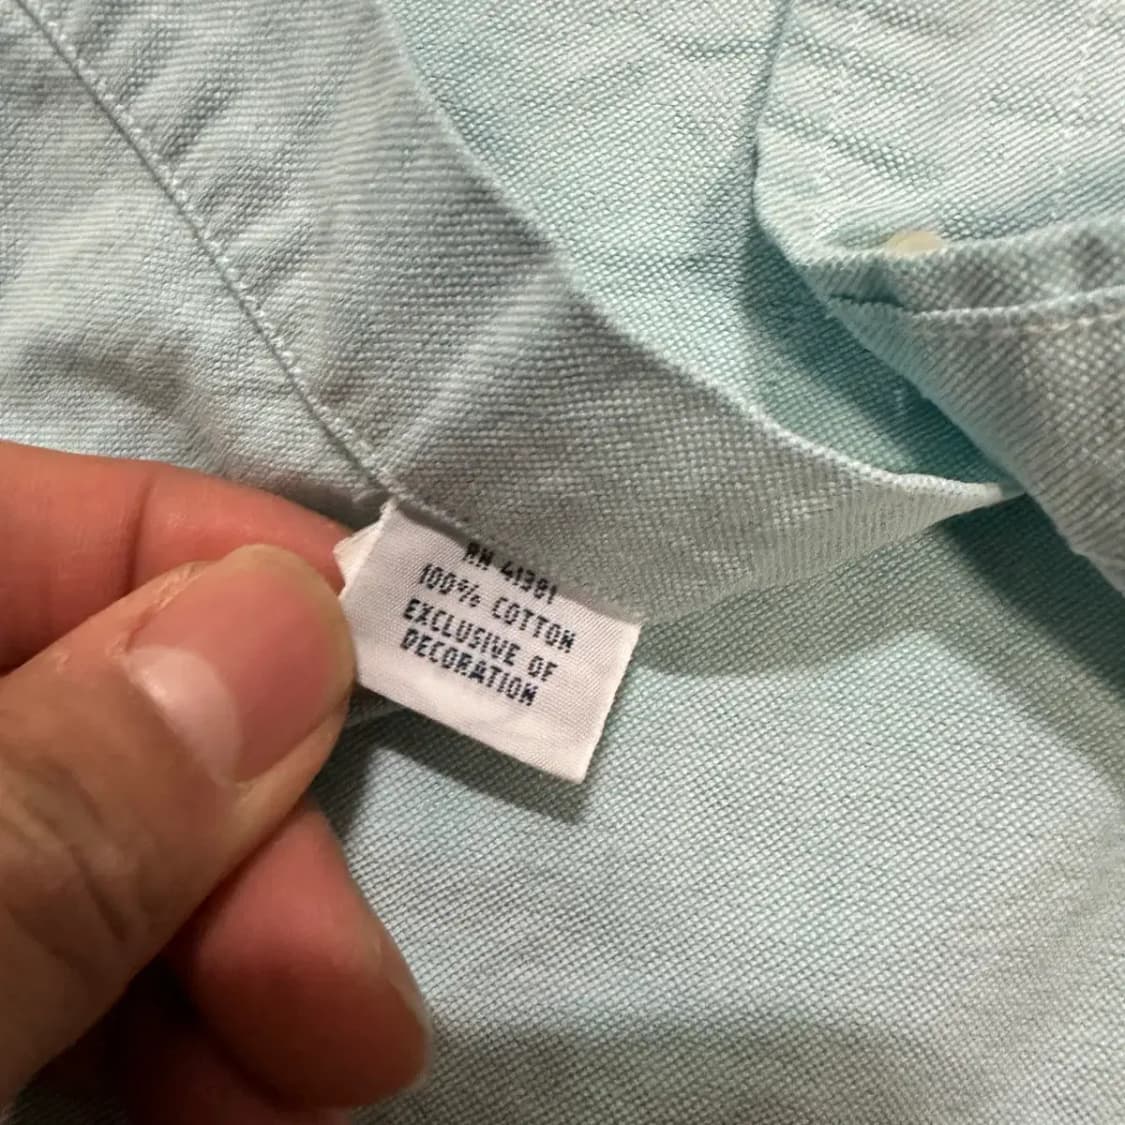 RN 41381
100% COTTON
EXCLUSIVE OF
DECORATION